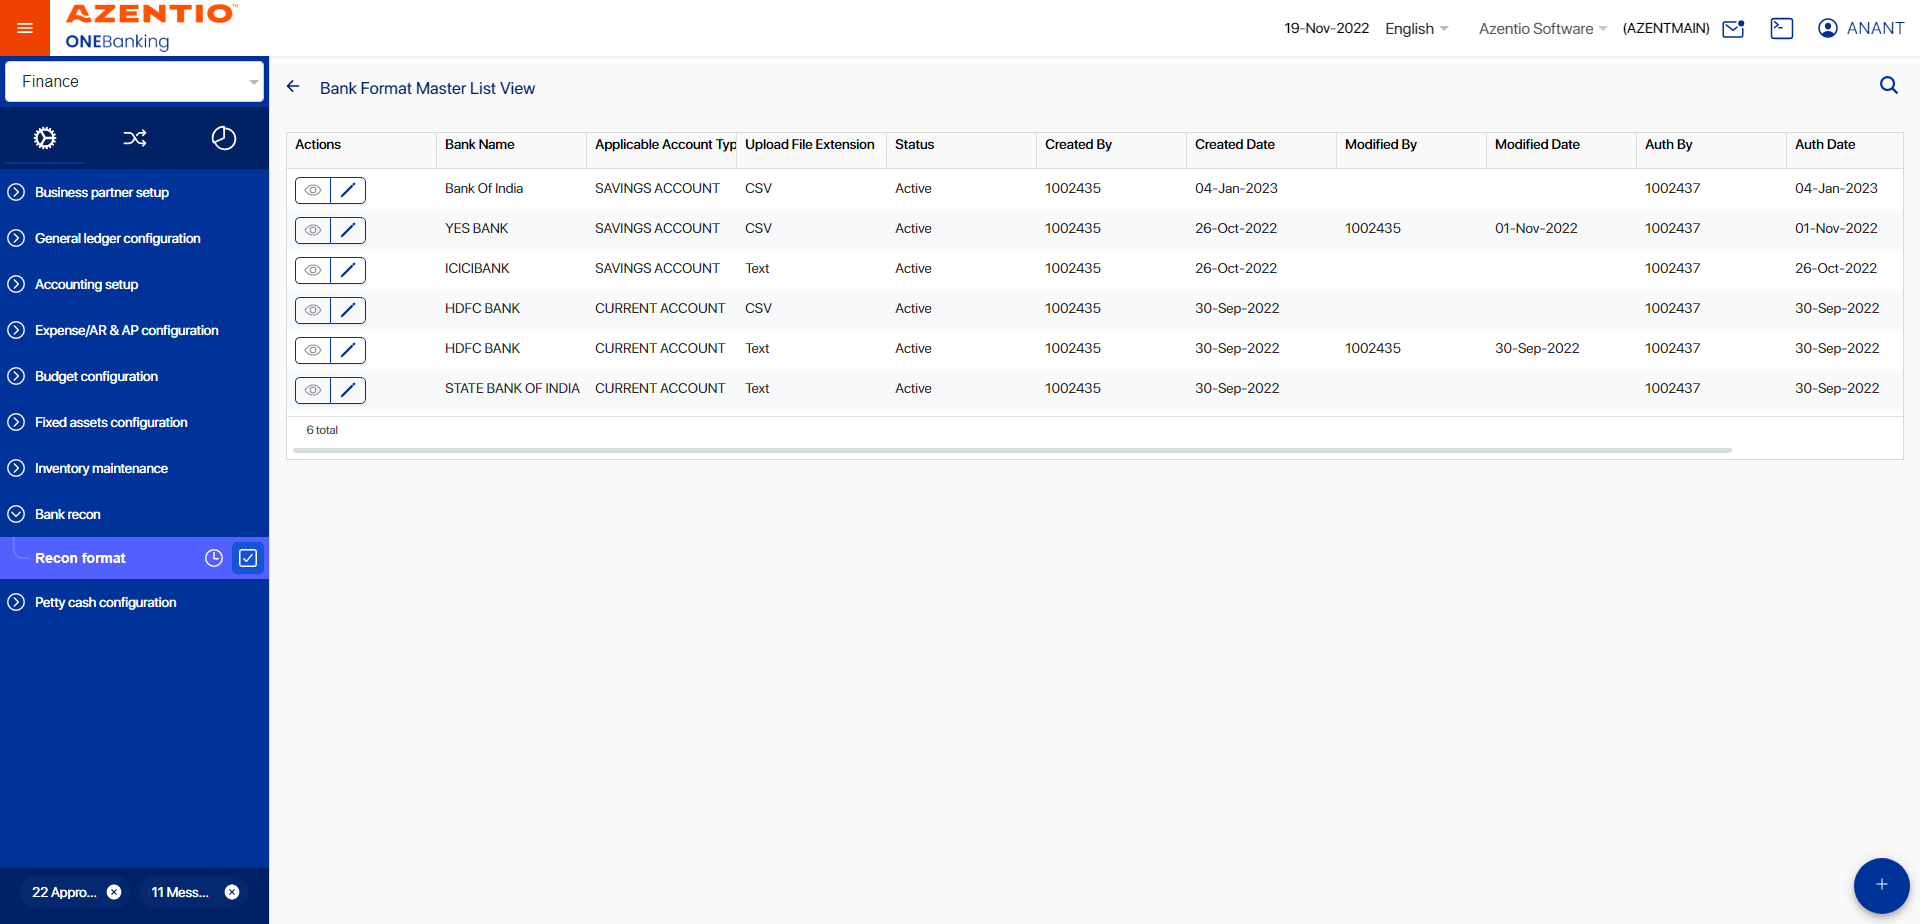 AZENTIO™
ONEBanking
19-Nov-2022 English Azentio Software (AZENTMAIN) ANANT
Finance
Business partner setup
General ledger configuration
Accounting setup
Expense/AR & AP configuration
Budget configuration
Fixed assets configuration
Inventory maintenance
Bank recon
Recon format
Petty cash configuration
22 Appro... 11 Mess...
Bank Format Master List View
Actions Bank Name Applicable Account Typ Upload File Extension Status Created By Created Date Modified By Modified Date Auth By Auth Date
Bank Of India SAVINGS ACCOUNT CSV Active 1002435 04-Jan-2023 1002437 04-Jan-2023
YES BANK SAVINGS ACCOUNT CSV Active 1002435 26-Oct-2022 1002435 01-Nov-2022 1002437 01-Nov-2022
ICICIBANK SAVINGS ACCOUNT Text Active 1002435 26-Oct-2022 1002437 26-Oct-2022
HDFC BANK CURRENT ACCOUNT CSV Active 1002435 30-Sep-2022 1002437 30-Sep-2022
HDFC BANK CURRENT ACCOUNT Text Active 1002435 30-Sep-2022 1002435 30-Sep-2022 1002437 30-Sep-2022
STATE BANK OF INDIA CURRENT ACCOUNT Text Active 1002435 30-Sep-2022 1002437 30-Sep-2022
6 total